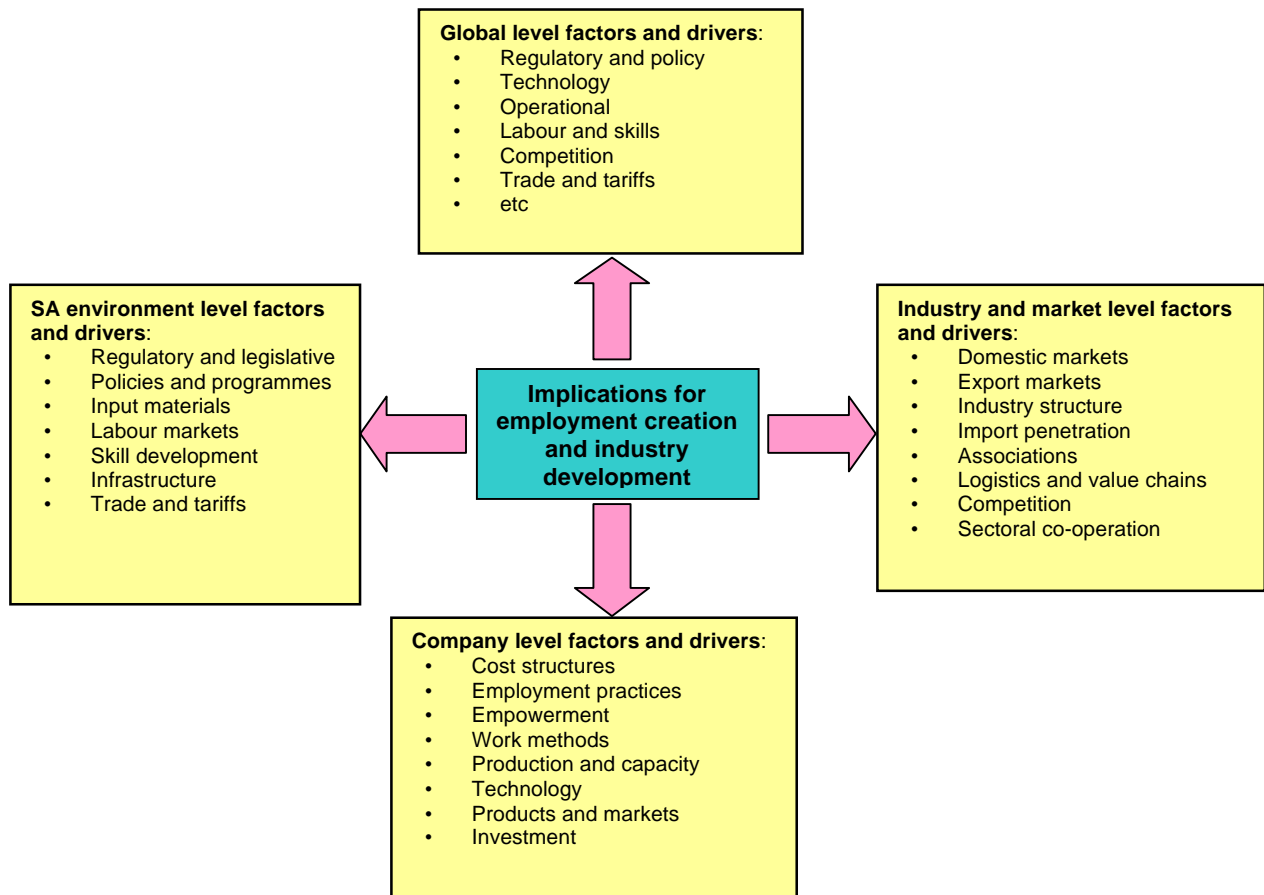 Global level factors and drivers:
• Regulatory and policy
• Technology
• Operational
• Labour and skills
• Competition
• Trade and tariffs
• etc
SA environment level factors
and drivers:
• Regulatory and legislative
• Policies and programmes
• Input materials
• Labour markets
• Skill development
• Infrastructure
• Trade and tariffs
Implications for
employment creation
and industry
development
Industry and market level factors
and drivers:
• Domestic markets
• Export markets
• Industry structure
• Import penetration
• Associations
• Logistics and value chains
• Competition
• Sectoral co-operation
Company level factors and drivers:
• Cost structures
• Employment practices
• Empowerment
• Work methods
• Production and capacity
• Technology
• Products and markets
• Investment